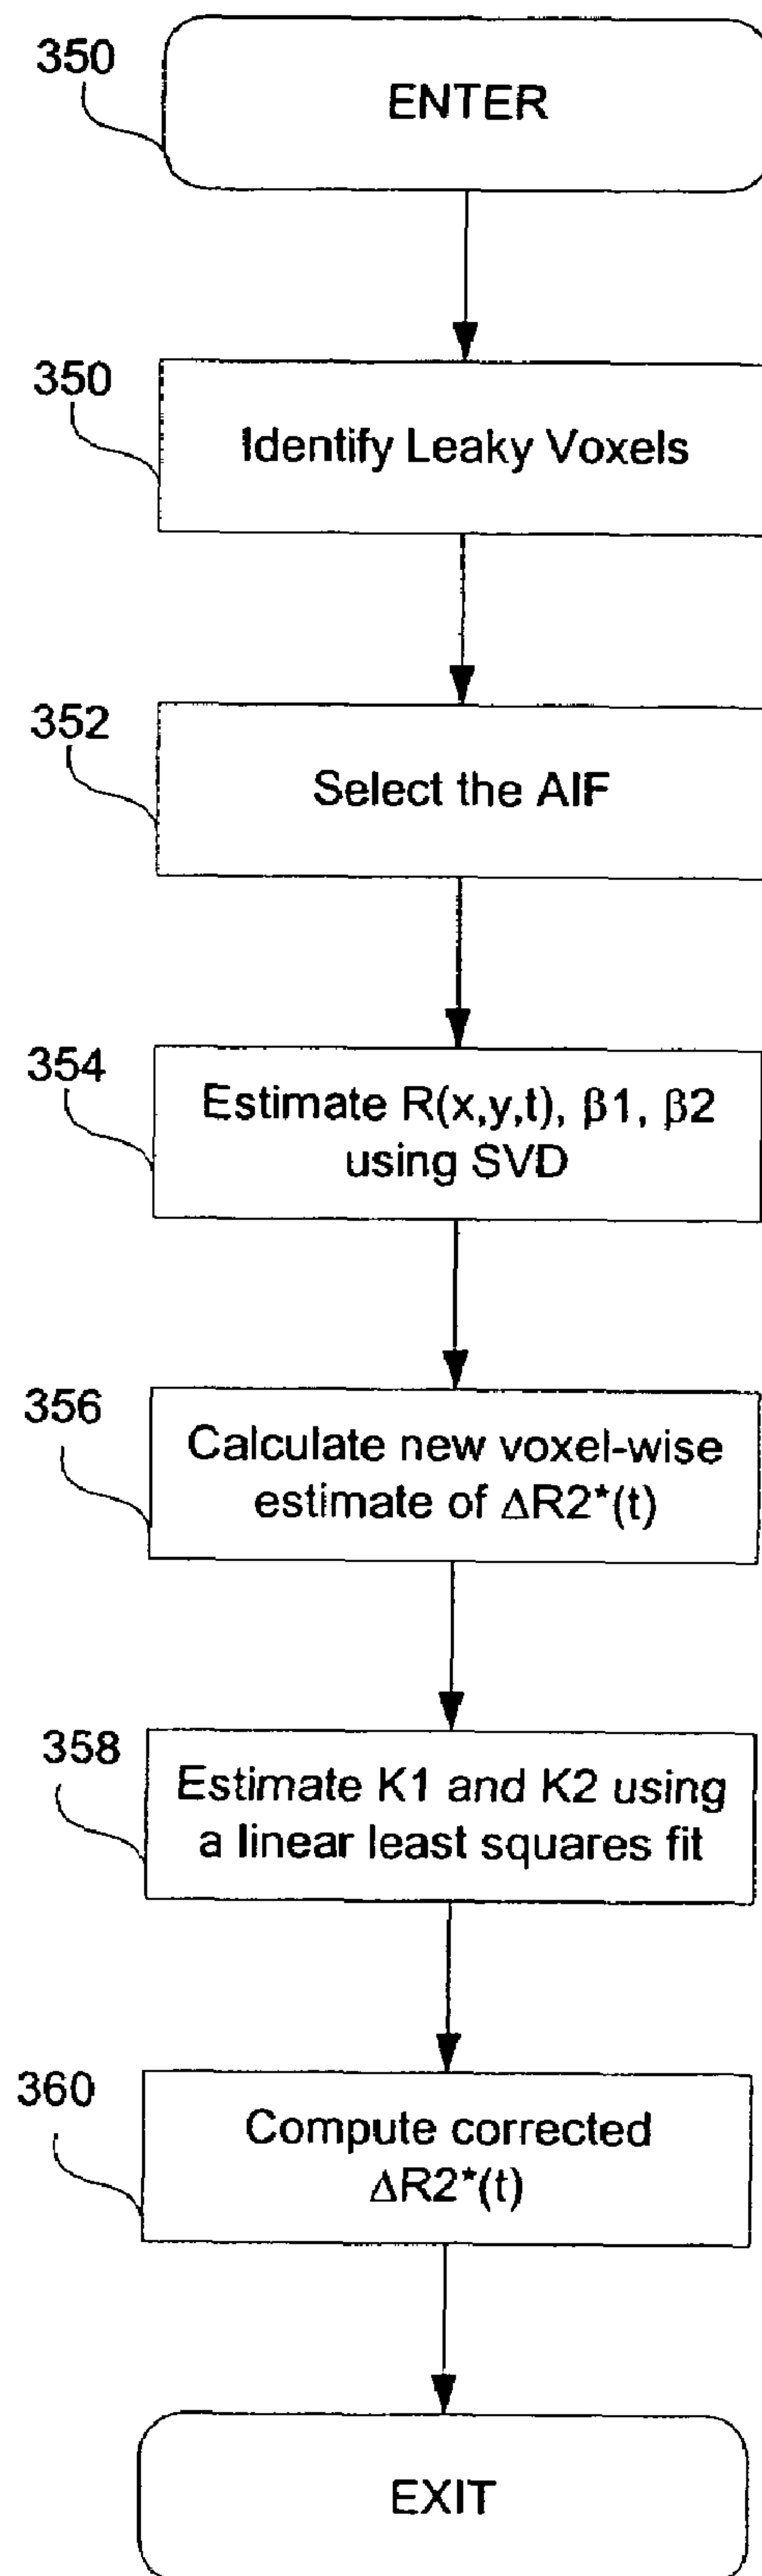 350
ENTER
350
Identify Leaky Voxels
352
Select the AIF
354
Estimate R(x,y,t), β1, β2
using SVD
356
Calculate new voxel-wise
estimate of ΔR2*(t)
358
Estimate K1 and K2 using
a linear least squares fit
360
Compute corrected
ΔR2*(t)
EXIT